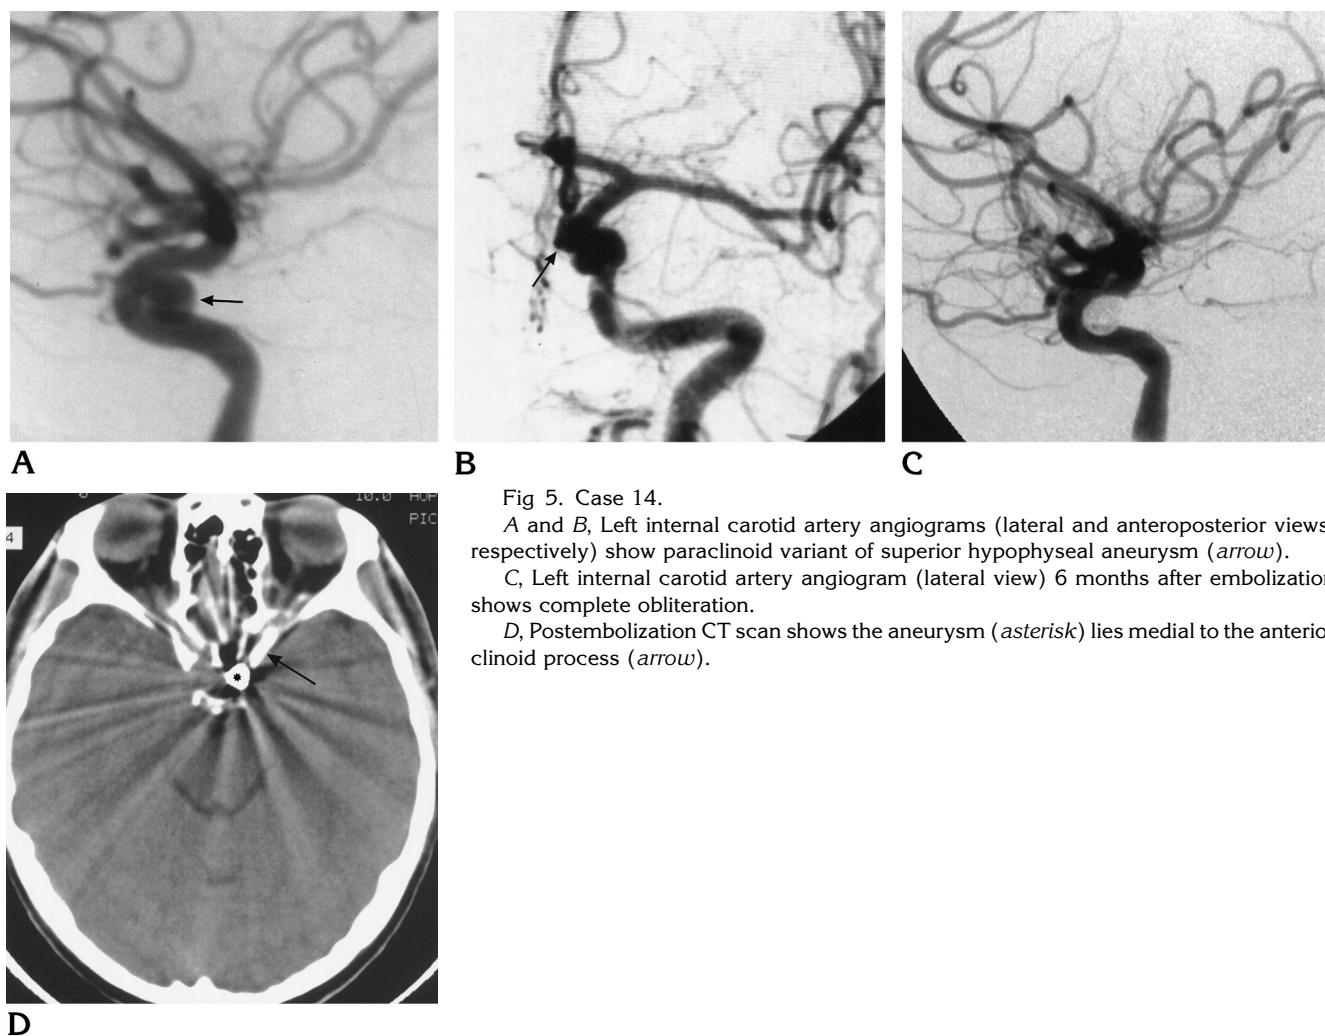 A
B
C
10.0
PIC
4
D
Fig 5. Case 14.
A and B, Left internal carotid artery angiograms (lateral and anteroposterior views
respectively) show paraclinoid variant of superior hypophyseal aneurysm (arrow).
C, Left internal carotid artery angiogram (lateral view) 6 months after embolization
shows complete obliteration.
D, Postembolization CT scan shows the aneurysm (asterisk) lies medial to the anterio
clinoid process (arrow).